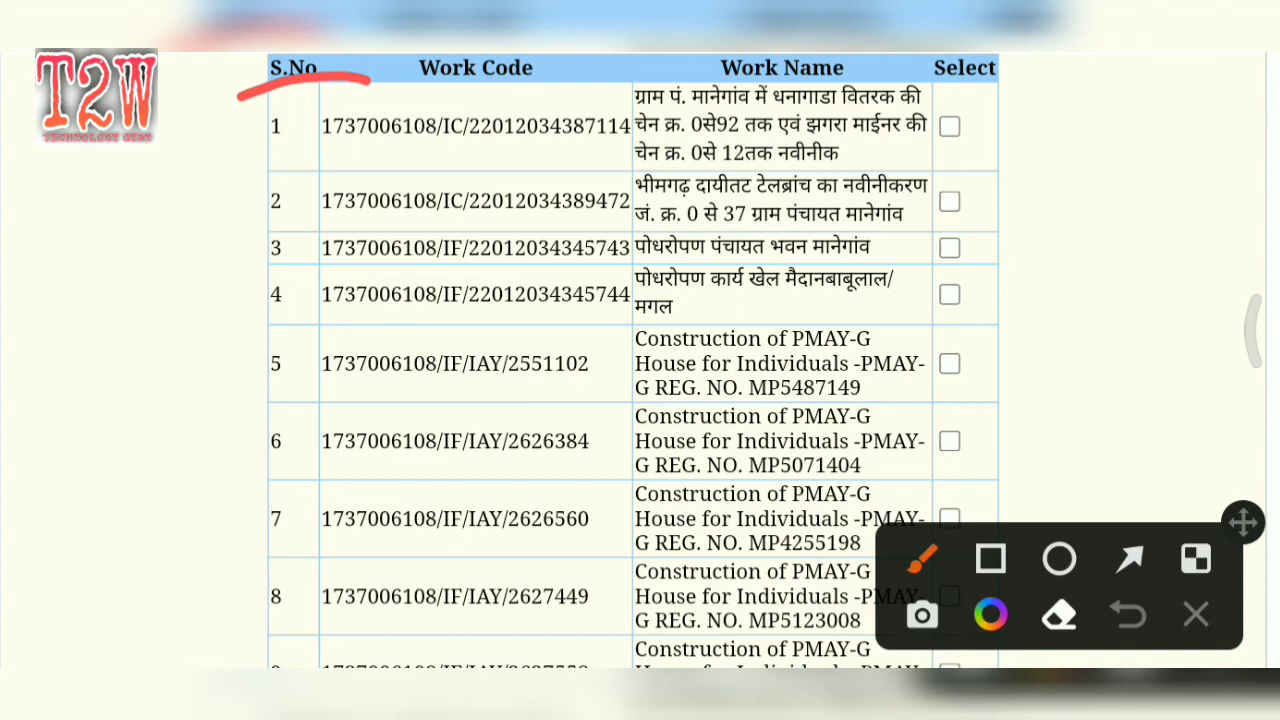 T2W
TECHNOLOGY GYAN
S.No Work Code Work Name Select
1 1737006108/IC/22012034387114 ग्राम पं. मानेगांव में धनागाडा वितरक की
चेन क्र. 0से92 तक एवं झगरा माईनर की
चेन क्र. 0से 12तक नवीनीक
2 1737006108/IC/22012034389472 भीमगढ़ दायीतट टेलब्रांच का नवीनीकरण
जं. क्र. 0 से 37 ग्राम पंचायत मानेगांव
3 1737006108/IF/22012034345743 पोधरोपण पंचायत भवन मानेगांव
4 1737006108/IF/22012034345744 पोधरोपण कार्य खेल मैदानबाबूलाल/
मगल
5 1737006108/IF/IAY/2551102 Construction of PMAY-G
House for Individuals -PMAY-
G REG. NO. MP5487149
6 1737006108/IF/IAY/2626384 Construction of PMAY-G
House for Individuals -PMAY-
G REG. NO. MP5071404
7 1737006108/IF/IAY/2626560 Construction of PMAY-G
House for Individuals -PMAY-
G REG. NO. MP4255198
8 1737006108/IF/IAY/2627449 Construction of PMAY-G
House for Individuals -PMAY-
G REG. NO. MP5123008
Construction of PMAY-G